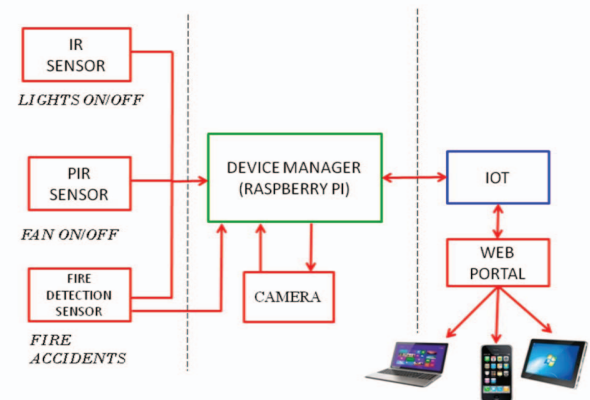 IR
SENSOR
LIGHTS ON/OFF
PIR
SENSOR
FAN ON/OFF
FIRE
DETECTION
SENSOR
FIRE
ACCIDENTS
DEVICE MANAGER
(RASPBERRY PI)
CAMERA
IOT
WEB
PORTAL